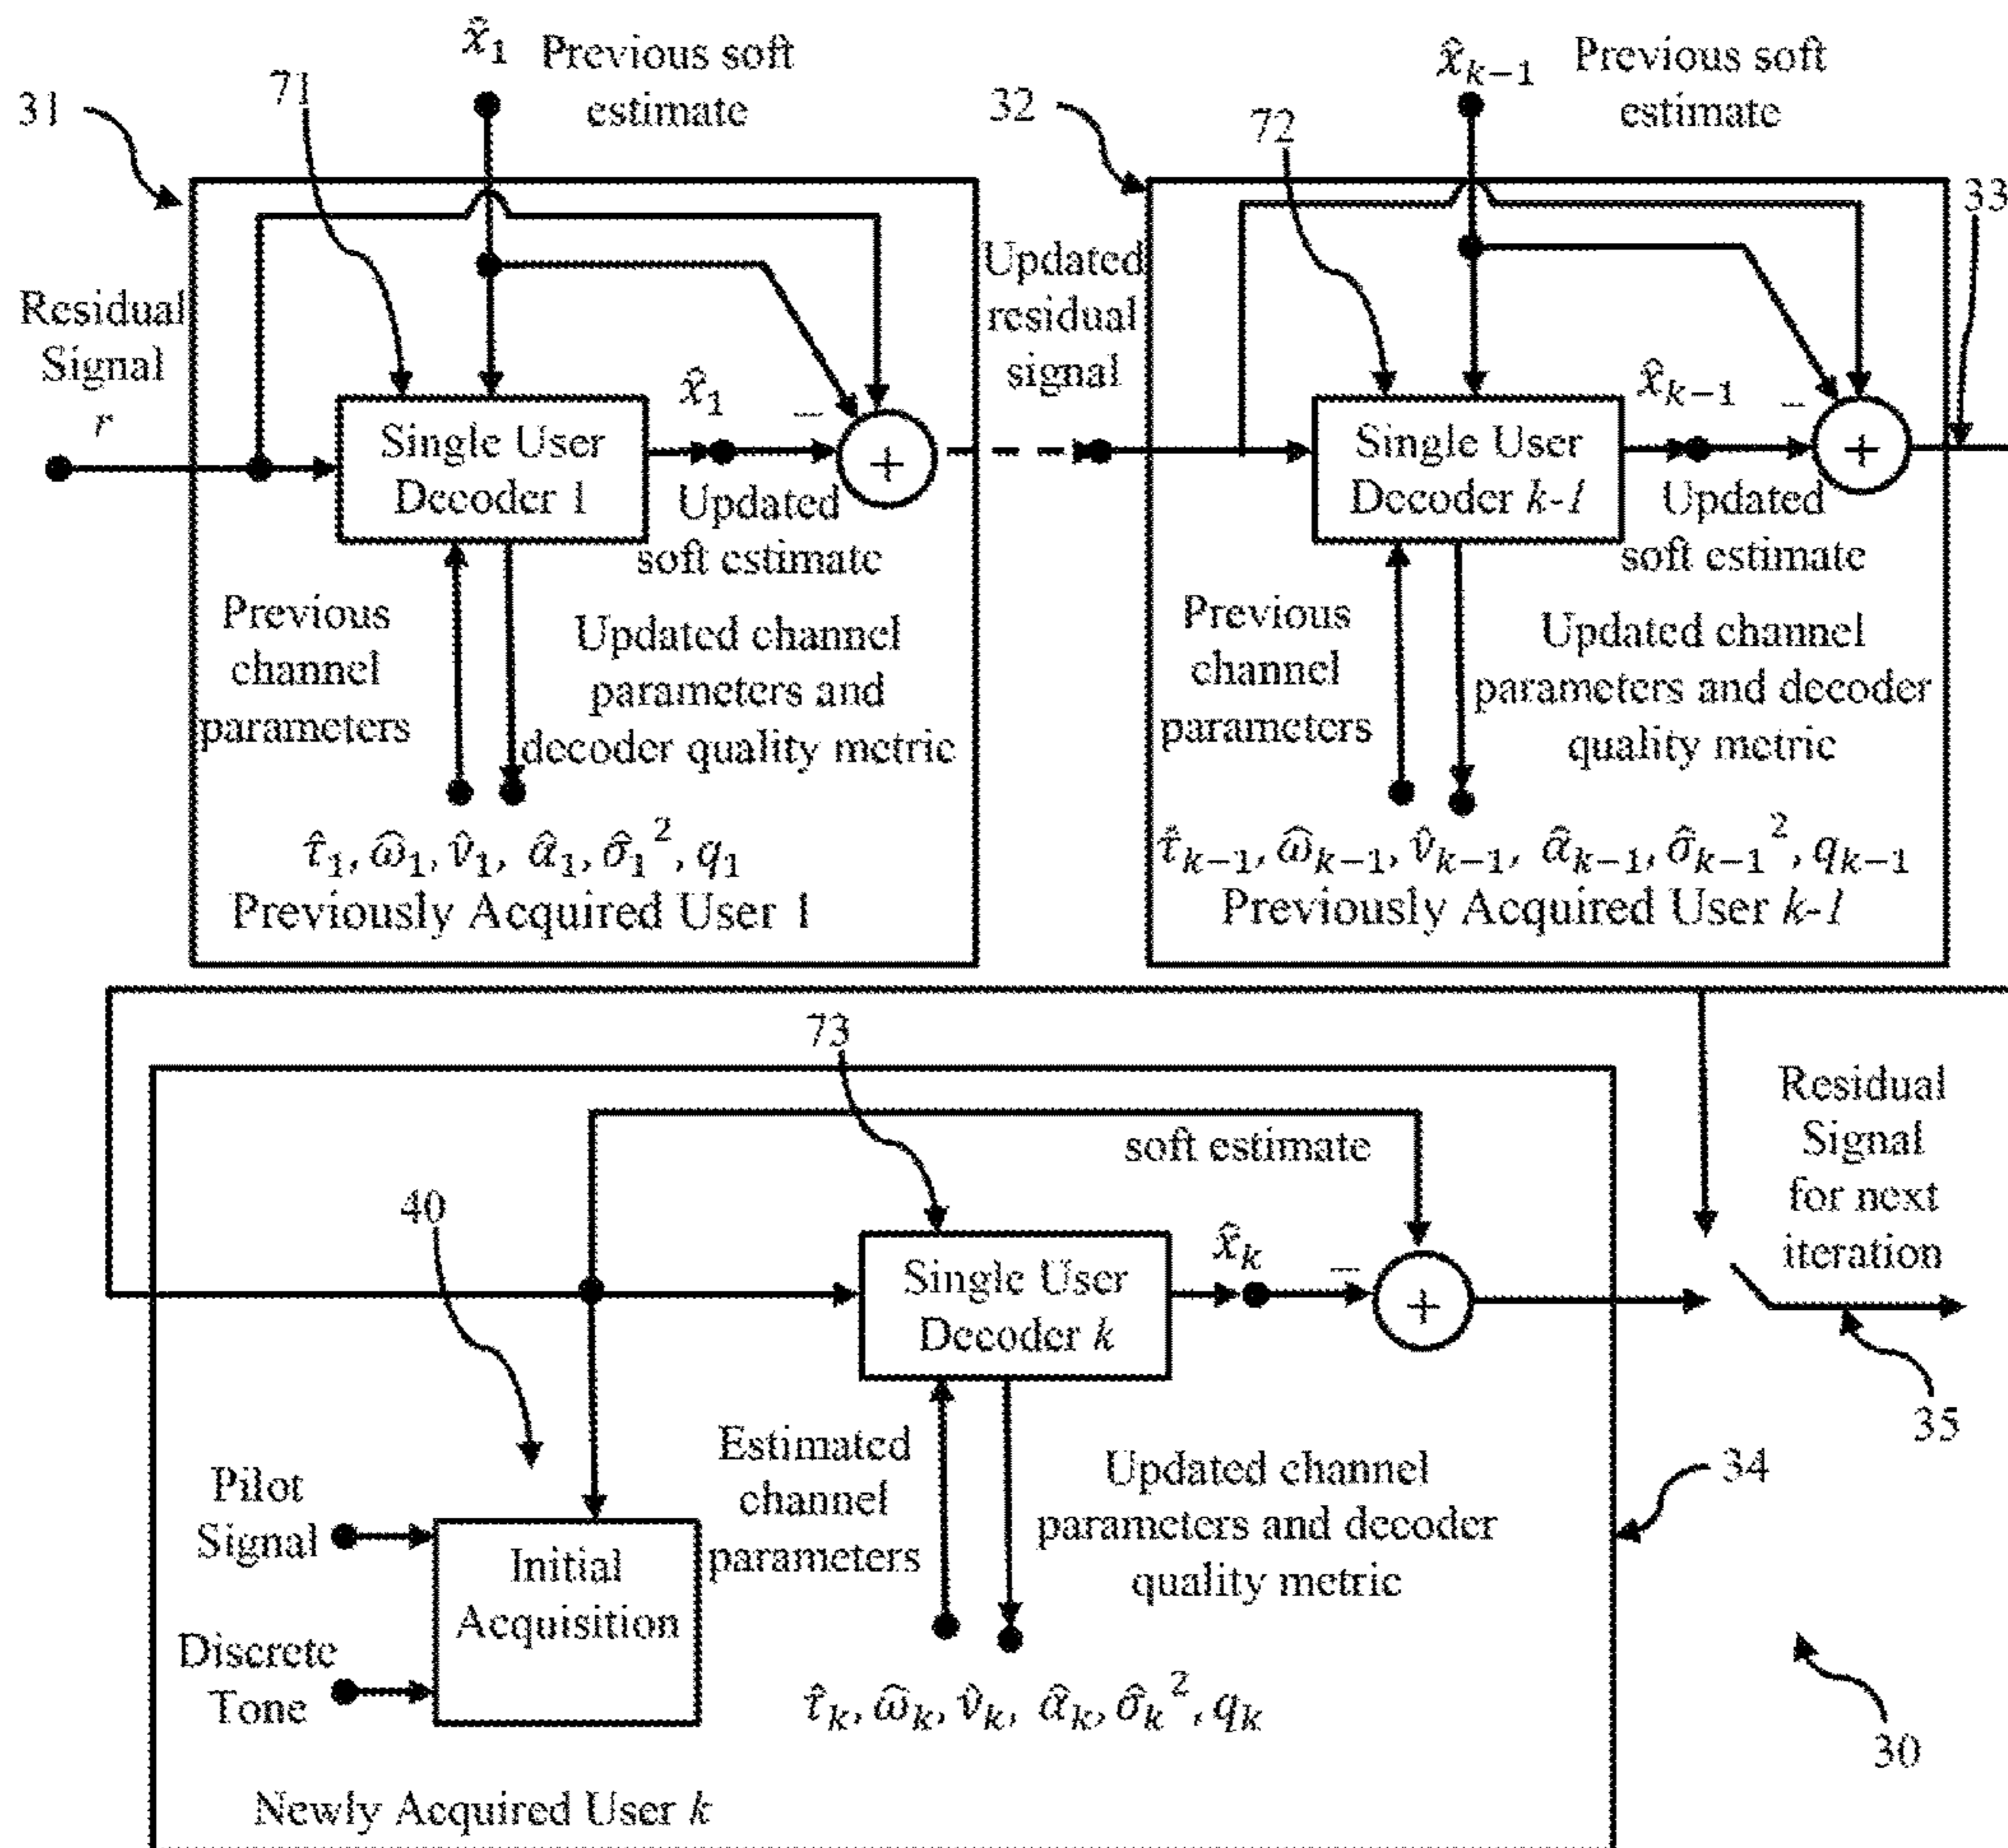 x̂₁ Previous soft
estimate
71
31
x̂ₖ₋₁ Previous soft
estimate
32
72
33
Residual
Signal
r
Updated
residual
signal
x̂₁
−
Single User
Decoder 1
+
Updated
soft estimate
x̂ₖ₋₁
−
Single User
Decoder k-1
+
Updated
soft estimate
Previous
channel
parameters
Updated channel
parameters and
decoder quality metric
Previous
channel
parameters
Updated channel
parameters and decoder
quality metric
τ̂₁, ω̂₁, v̂₁, α̂₁, σ̂₁², q₁
Previously Acquired User 1
τ̂ₖ₋₁, ω̂ₖ₋₁, v̂ₖ₋₁, α̂ₖ₋₁, σ̂ₖ₋₁², qₖ₋₁
Previously Acquired User k-1
73
soft estimate
Residual
Signal
for next
iteration
40
Single User
Decoder k
x̂ₖ
−
+
35
34
Pilot
Signal
Initial
Acquisition
Discrete
Tone
Estimated
channel
parameters
Updated channel
parameters and decoder
quality metric
τ̂ₖ, ω̂ₖ, v̂ₖ, α̂ₖ, σ̂ₖ², qₖ
30
Newly Acquired User k